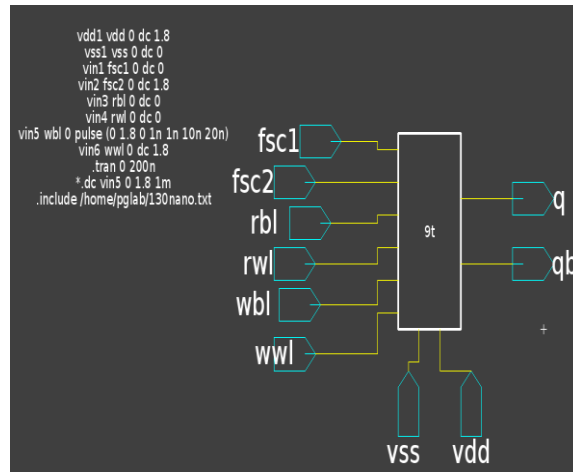 vdd1 vdd 0 dc 1.8
vss1 vss 0 dc 0
vin1 fsc1 0 dc 0
vin2 fsc2 0 dc 1.8
vin3 rbl 0 dc 0
vin4 rwl 0 dc 0
vin5 wbl 0 pulse (0 1.8 0 1n 1n 10n 20n)
vin6 wwl 0 dc 1.8
.tran 0 200n
*.dc vin5 0 1.8 1m
.include /home/pglab/130nano.txt
fsc1
fsc2
rbl
rwl
wbl
wwl
9t
q
qb
vss
vdd